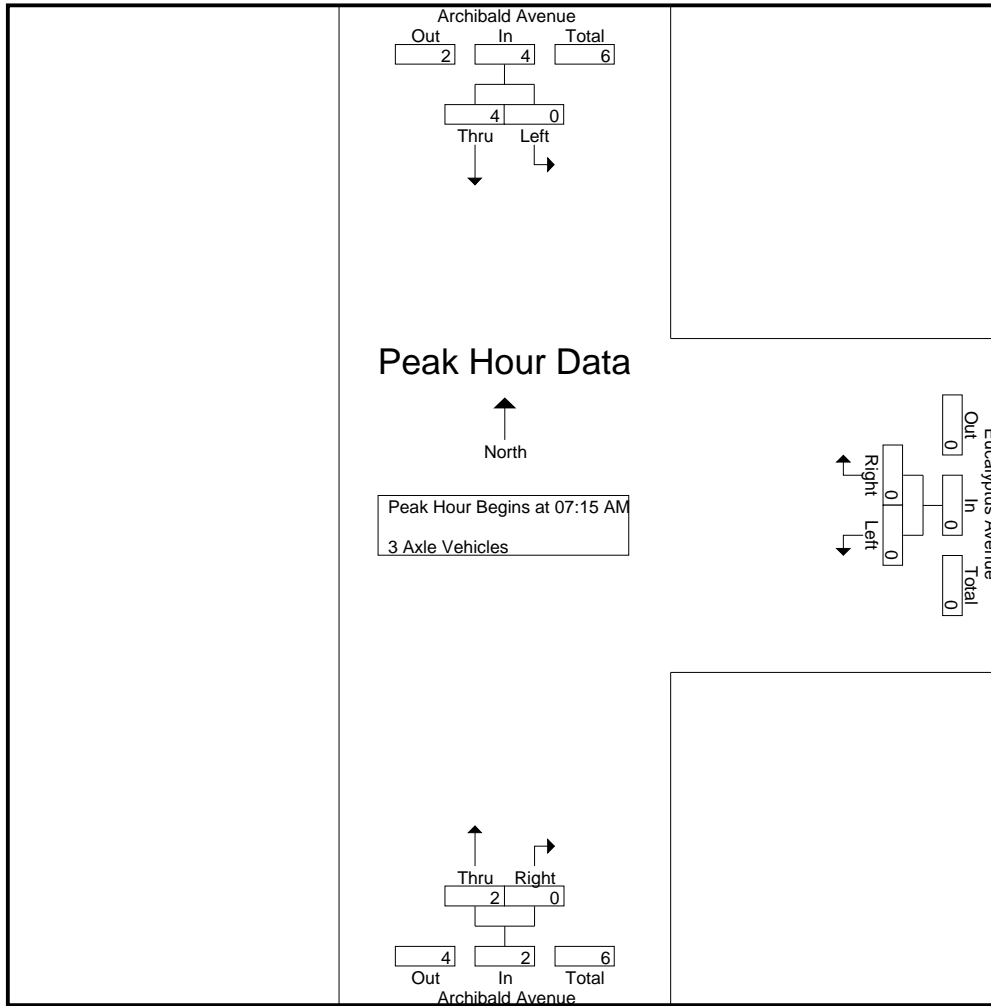 Archibald Avenue
Out In Total
2 4 6
4 0
Thru Left
Peak Hour Data
North
Peak Hour Begins at 07:15 AM
3 Axle Vehicles
Eucalyptus Avenue
Out In Total
0 0 0
0 0
Right Left
Thru Right
2 0
4 2 6
Out In Total
Archibald Avenue